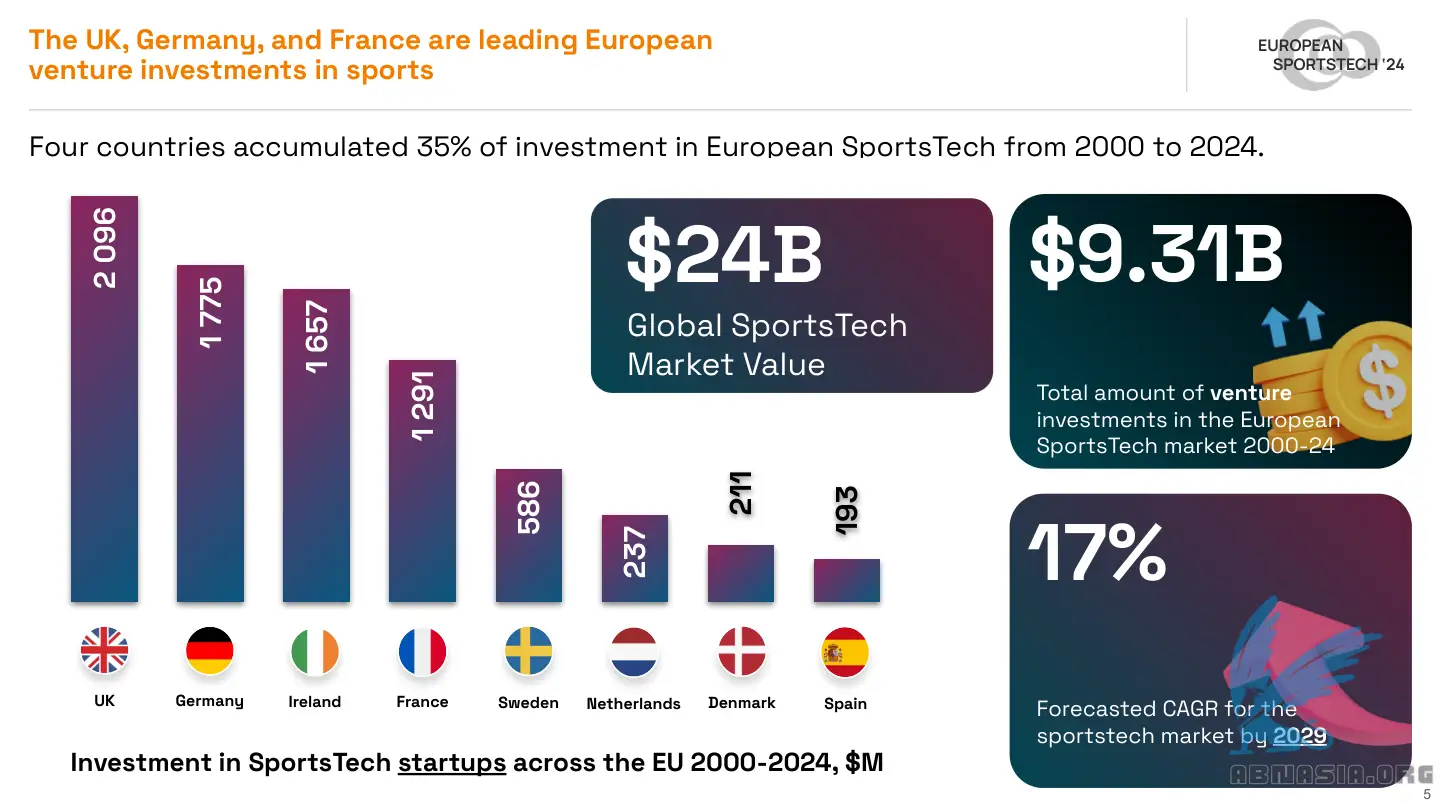 The UK, Germany, and France are leading European
venture investments in sports
EUROPEAN
SPORTSTECH '24
Four countries accumulated 35% of investment in European SportsTech from 2000 to 2024.
2 096
1 775
1 657
1 291
586
237
211
193
UK
Germany
Ireland
France
Sweden
Netherlands
Denmark
Spain
Investment in SportsTech startups across the EU 2000-2024, $M
$24B
Global SportsTech
Market Value
$9.31B
Total amount of venture
investments in the European
SportsTech market 2000-24
17%
Forecasted CAGR for the
sportstech market by 2029
ABNASIA.ORG
5